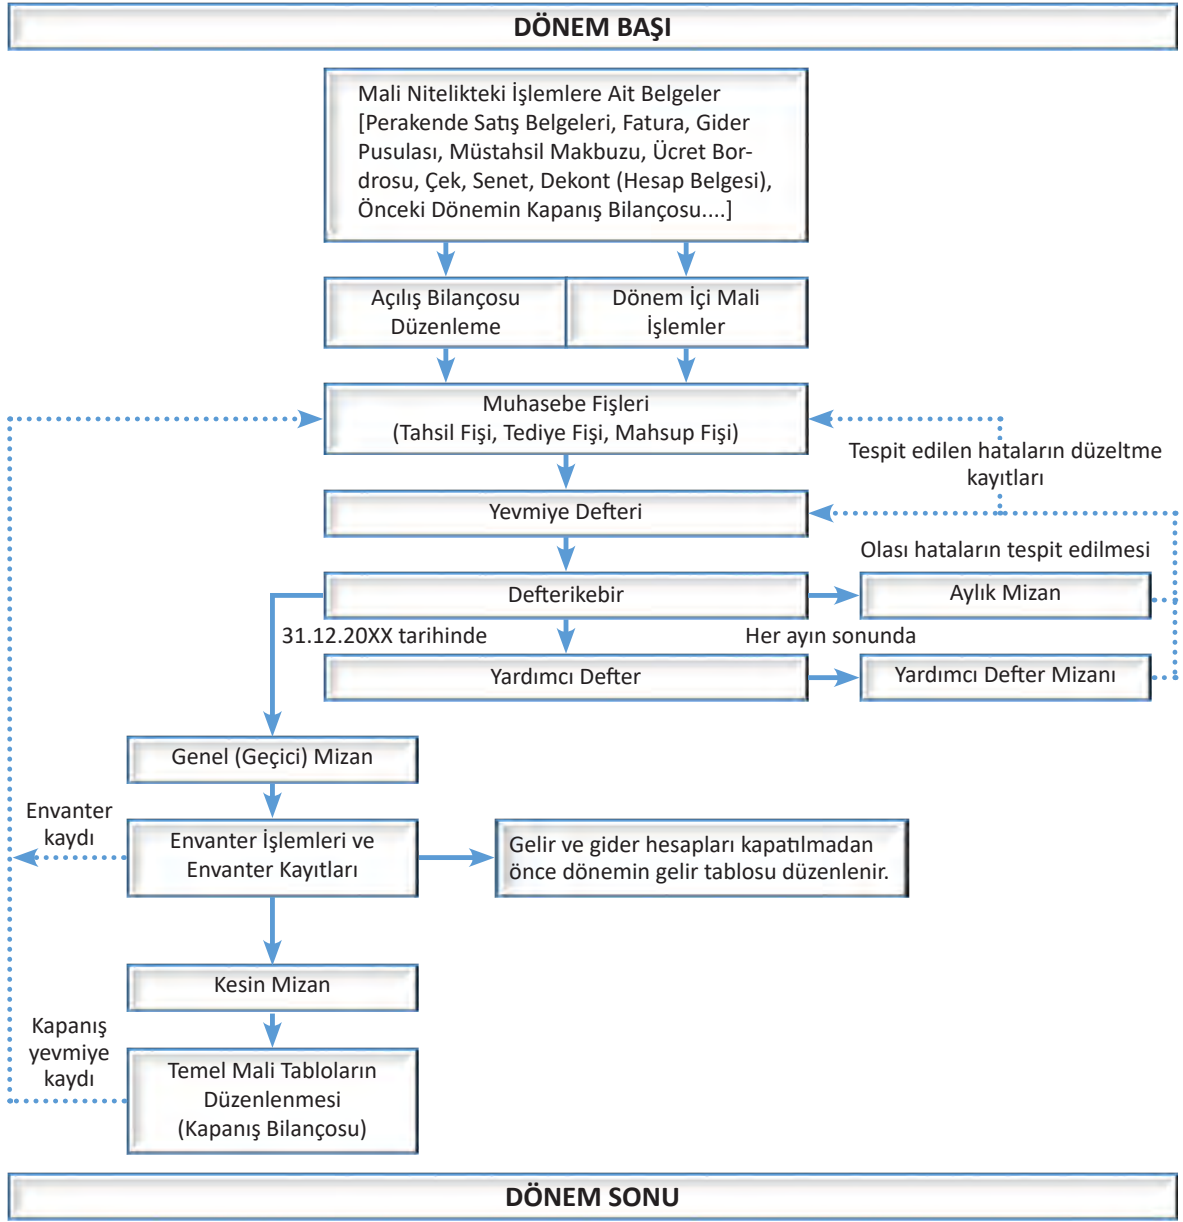 DÖNEM BAŞI
Mali Nitelikteki İşlemlere Ait Belgeler
[Perakende Satış Belgeleri, Fatura, Gider
Pusulası, Müstahsil Makbuzu, Ücret Bor-
drosu, Çek, Senet, Dekont (Hesap Belgesi),
Önceki Dönemin Kapanış Bilançosu....]
Açılış Bilançosu
Düzenleme
Dönem İçi Mali
İşlemler
Muhasebe Fişleri
(Tahsil Fişi, Tediye Fişi, Mahsup Fişi)
Tespit edilen hataların düzeltme
kayıtları
Yevmiye Defteri
Olası hataların tespit edilmesi
Defterikebir
Aylık Mizan
31.12.20XX tarihinde
Her ayın sonunda
Yardımcı Defter
Yardımcı Defter Mizanı
Genel (Geçici) Mizan
Envanter
kaydı
Envanter İşlemleri ve
Envanter Kayıtları
Gelir ve gider hesapları kapatılmadan
önce dönemin gelir tablosu düzenlenir.
Kesin Mizan
Kapanış
yevmiye
kaydı
Temel Mali Tabloların
Düzenlenmesi
(Kapanış Bilançosu)
DÖNEM SONU